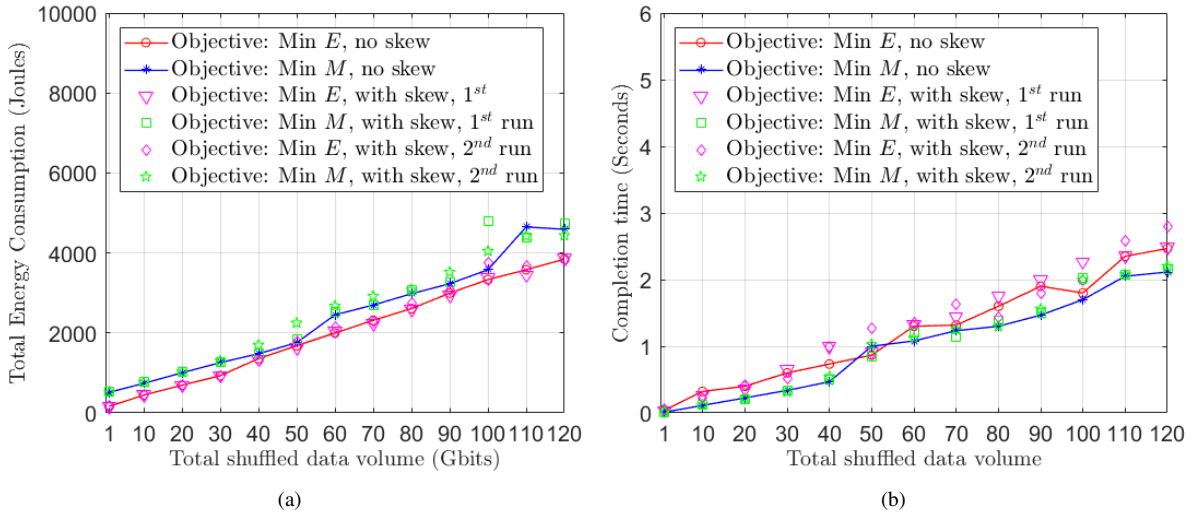 10000
8000
6000
4000
2000
0
Total Energy Consumption (Joules)
Objective: Min E, no skew
Objective: Min M, no skew
Objective: Min E, with skew, 1st
Objective: Min M, with skew, 1st run
Objective: Min E, with skew, 2nd run
Objective: Min M, with skew, 2nd run
1 10 20 30 40 50 60 70 80 90 100 110 120
Total shuffled data volume (Gbits)
(a)
6
5
4
3
2
1
0
Completion time (Seconds)
Objective: Min E, no skew
Objective: Min M, no skew
Objective: Min E, with skew, 1st run
Objective: Min M, with skew, 1st run
Objective: Min E, with skew, 2nd run
Objective: Min M, with skew, 2nd run
1 10 20 30 40 50 60 70 80 90 100 110 120
Total shuffled data volume
(b)